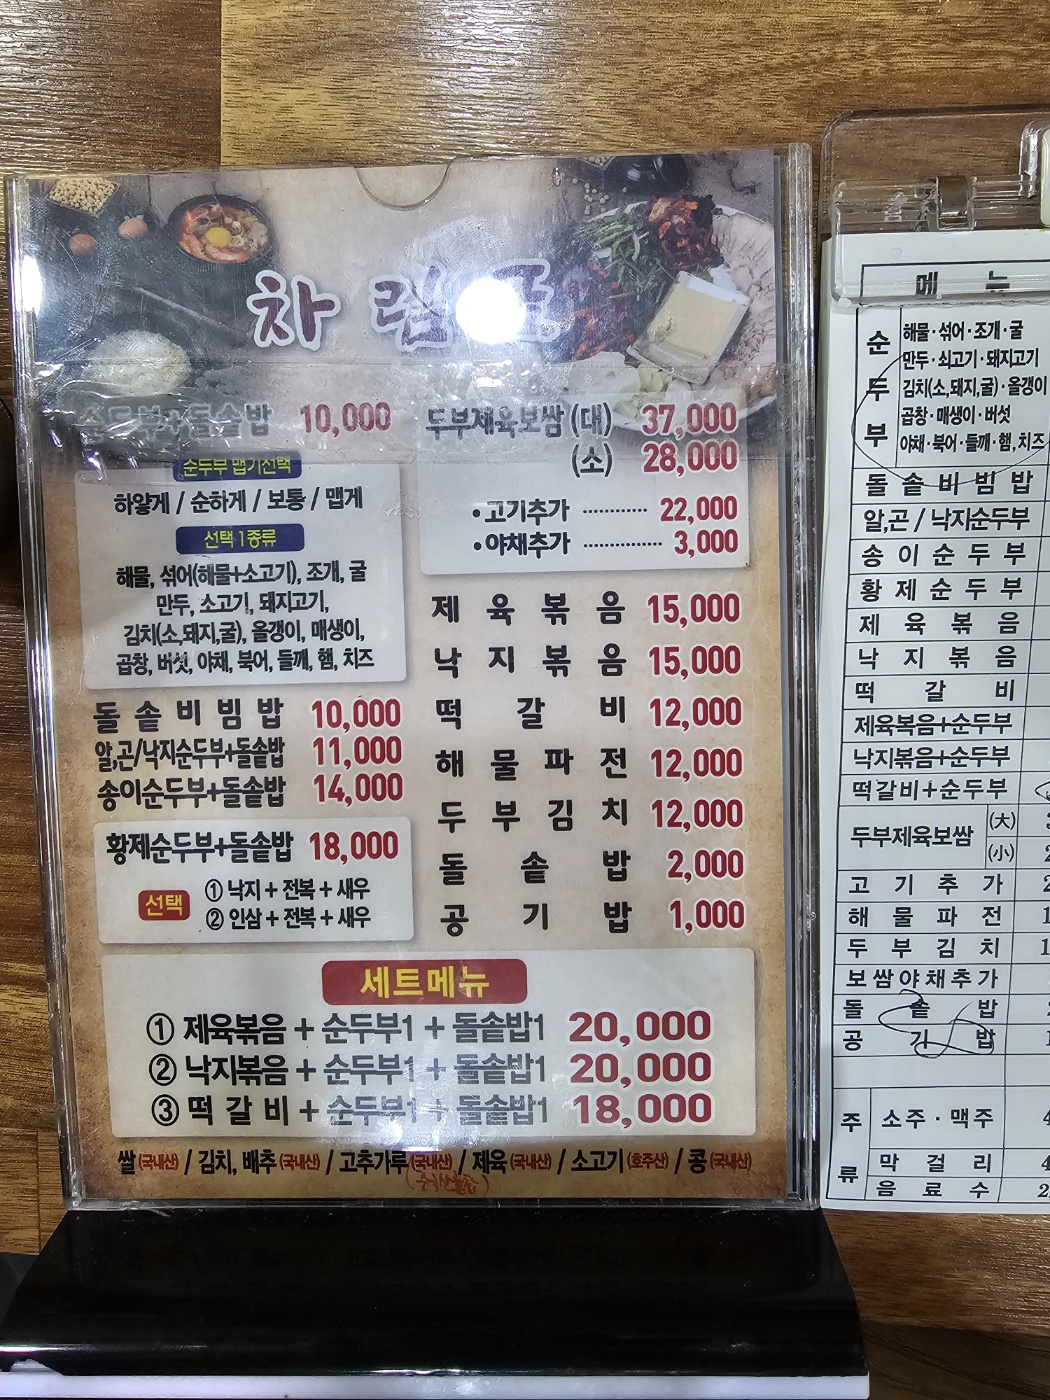 차림표
순두부+돌솥밥 10,000
순두부 맵기선택
하얗게 / 순하게 / 보통 / 맵게
선택 1종류
해물, 섞어(해물+소고기), 조개, 굴
만두, 소고기, 돼지고기,
김치(소,돼지,굴), 올갱이, 매생이,
곱창, 버섯, 야채, 북어, 들깨, 햄, 치즈
돌솥비빔밥 10,000
알,곤/낙지순두부+돌솥밥 11,000
송이순두부+돌솥밥 14,000
황제순두부+돌솥밥 18,000
선택 ① 낙지 + 전복 + 새우
② 인삼 + 전복 + 새우
두부제육보쌈 (대) 37,000
(소) 28,000
•고기추가 ············ 22,000
•야채추가 ··············· 3,000
제육볶음 15,000
낙지볶음 15,000
떡갈비 12,000
해물파전 12,000
두부김치 12,000
돌솥밥 2,000
공기밥 1,000
세트메뉴
① 제육볶음 + 순두부1 + 돌솥밥1 20,000
② 낙지볶음 + 순두부1 + 돌솥밥1 20,000
③ 떡갈비 + 순두부1 + 돌솥밥1 18,000
쌀(국내산) / 김치, 배추(국내산) / 고추가루(국내산) / 제육(국내산) / 소고기(호주산) / 콩(국내산)
메 뉴
순두부
해물·섞어·조개·굴
만두·쇠고기·돼지고기
김치(소,돼지,굴)·올갱이
곱창·매생이·버섯
야채·북어·들깨·햄,치즈
돌솥비빔밥
알,곤/낙지순두부
송이순두부
황제순두부
제육볶음
낙지볶음
떡갈비
제육볶음+순두부
낙지볶음+순두부
떡갈비+순두부
두부제육보쌈 (大)
(小)
고기추가
해물파전
두부김치
보쌈야채추가
돌솥밥
공기밥
주류
소주·맥주
막걸리
음료수